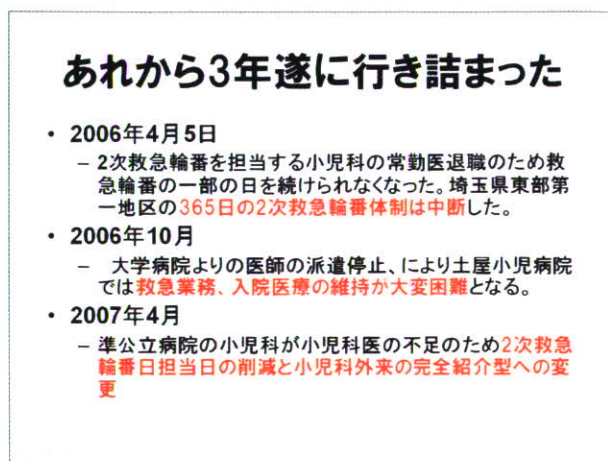 あれから3年遂に行き詰まった
• 2006年4月5日
– 2次救急輪番を担当する小児科の常勤医退職のため救
急輪番の一部の日を続けられなくなった。埼玉県東部第
一地区の365日の2次救急輪番体制は中断した。
• 2006年10月
– 大学病院よりの医師の派遣停止、により土屋小児病院
では救急業務、入院医療の維持が大変困難となる。
• 2007年4月
– 準公立病院の小児科が小児科医の不足のため2次救急
輪番日担当日の削減と小児科外来の完全紹介型への変
更